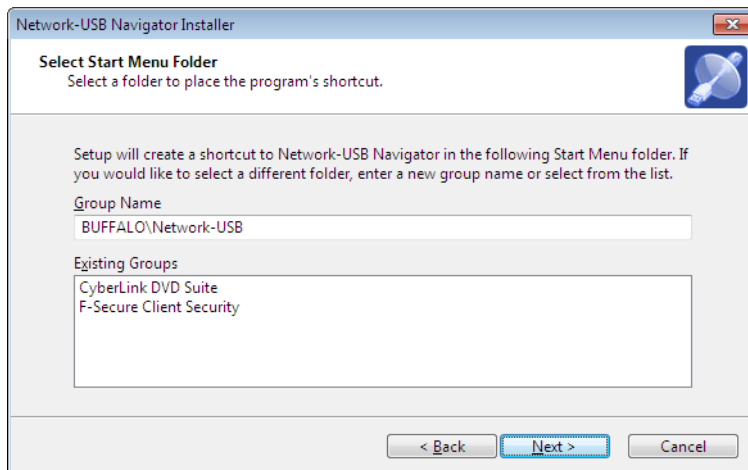 Network-USB Navigator Installer
Select Start Menu Folder
Select a folder to place the program's shortcut.
Setup will create a shortcut to Network-USB Navigator in the following Start Menu folder. If
you would like to select a different folder, enter a new group name or select from the list.
Group Name
BUFFALO\Network-USB
Existing Groups
CyberLink DVD Suite
F-Secure Client Security
< Back Next > Cancel